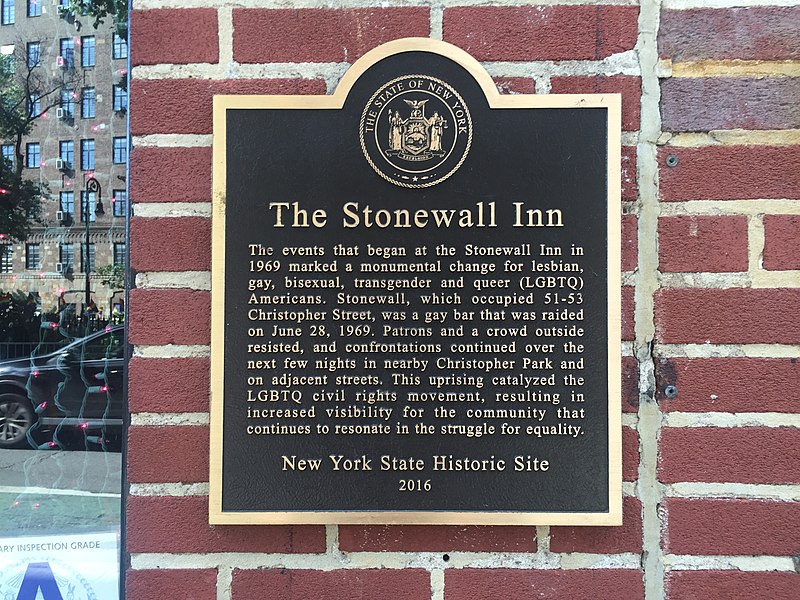 THE STATE OF NEW YORK
EXCELSIOR
The Stonewall Inn
The events that began at the Stonewall Inn in
1969 marked a monumental change for lesbian,
gay, bisexual, transgender and queer (LGBTQ)
Americans. Stonewall, which occupied 51-53
Christopher Street, was a gay bar that was raided
on June 28, 1969. Patrons and a crowd outside
resisted, and confrontations continued over the
next few nights in nearby Christopher Park and
on adjacent streets. This uprising catalyzed the
LGBTQ civil rights movement, resulting in
increased visibility for the community that
continues to resonate in the struggle for equality.
New York State Historic Site
2016
ARY INSPECTION GRADE
A